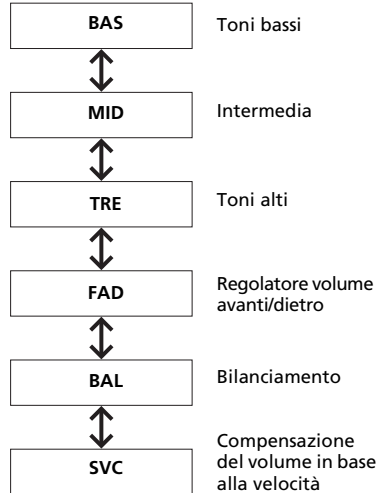 BAS Toni bassi
MID Intermedia
TRE Toni alti
FAD Regolatore volume
avanti/dietro
BAL Bilanciamento
SVC Compensazione
del volume in base
alla velocità